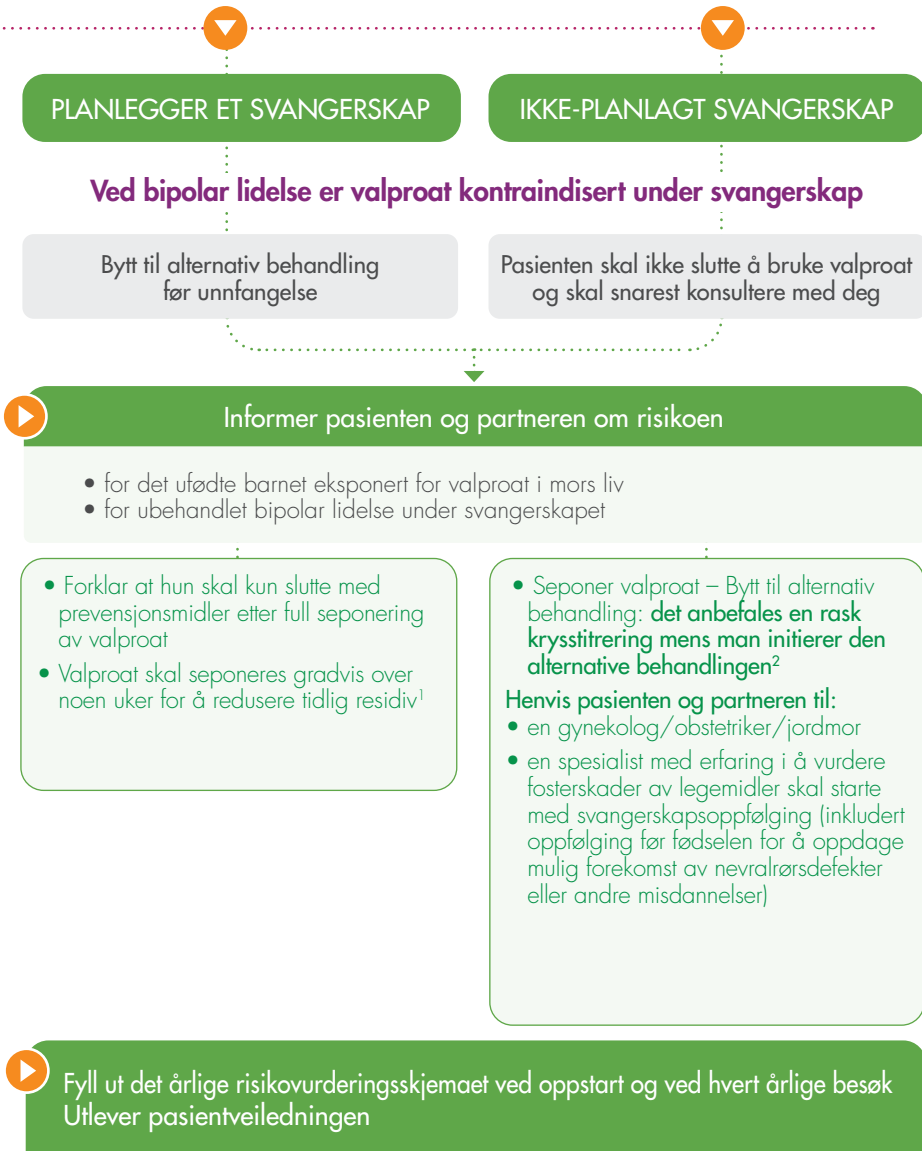 PLANLEGGER ET SVANGERSKAP
IKKE-PLANLAGT SVANGERSKAP
Ved bipolar lidelse er valproat kontraindisert under svangerskap
Bytt til alternativ behandling
før unnfangelse
Pasienten skal ikke slutte å bruke valproat
og skal snarest konsultere med deg
Informer pasienten og partneren om risikoen
• for det ufødte barnet eksponert for valproat i mors liv
• for ubehandlet bipolar lidelse under svangerskapet
• Forklar at hun skal kun slutte med
prevensjonsmidler etter full seponering
av valproat
• Valproat skal seponeres gradvis over
noen uker for å redusere tidlig residiv¹
• Seponer valproat – Bytt til alternativ
behandling: det anbefales en rask
krysstitrering mens man initierer den
alternative behandlingen²
Henvis pasienten og partneren til:
• en gynekolog/obstetriker/jordmor
• en spesialist med erfaring i å vurdere
fosterskader av legemidler skal starte
med svangerskapsoppfølging (inkludert
oppfølging før fødselen for å oppdage
mulig forekomst av nevralrørsdefekter
eller andre misdannelser)
Fyll ut det årlige risikovurderingsskjemaet ved oppstart og ved hvert årlige besøk
Utlever pasientveiledningen